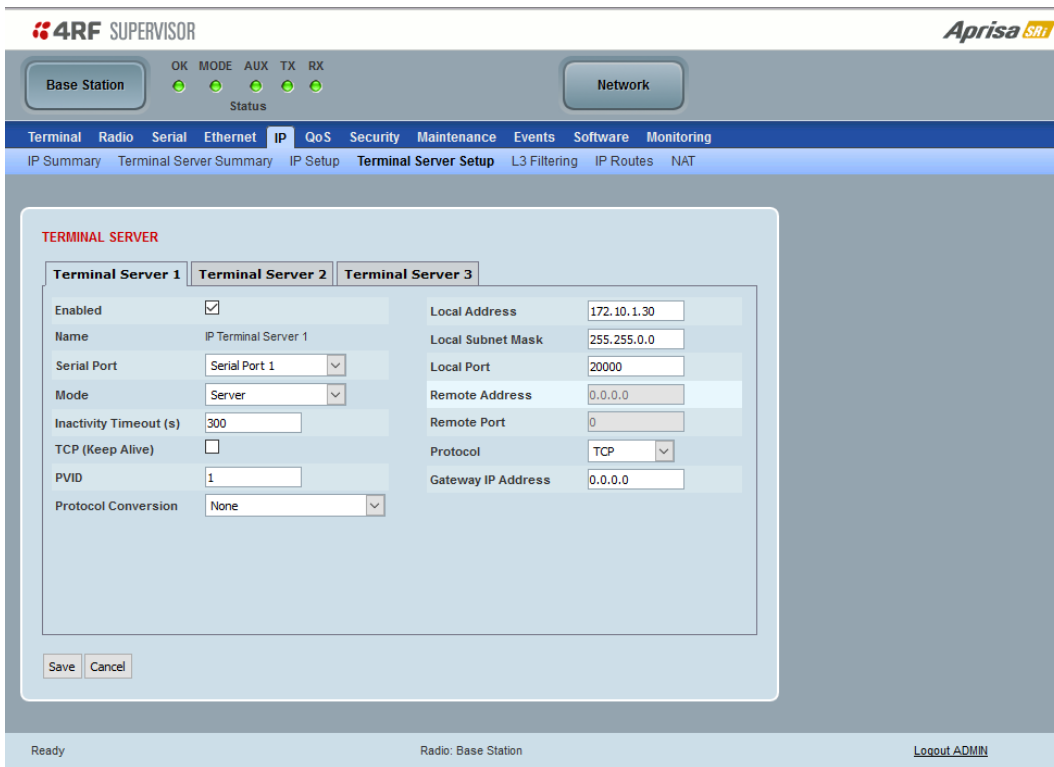 4RF SUPERVISOR
Aprisa SRi
Base Station
OK MODE AUX TX RX
Status
Network
Terminal Radio Serial Ethernet IP QoS Security Maintenance Events Software Monitoring
IP Summary Terminal Server Summary IP Setup Terminal Server Setup L3 Filtering IP Routes NAT
TERMINAL SERVER
Terminal Server 1 Terminal Server 2 Terminal Server 3
Enabled
Name IP Terminal Server 1
Serial Port Serial Port 1
Mode Server
Inactivity Timeout (s) 300
TCP (Keep Alive)
PVID 1
Protocol Conversion None
Local Address 172.10.1.30
Local Subnet Mask 255.255.0.0
Local Port 20000
Remote Address 0.0.0.0
Remote Port 0
Protocol TCP
Gateway IP Address 0.0.0.0
Save Cancel
Ready Radio: Base Station Logout ADMIN